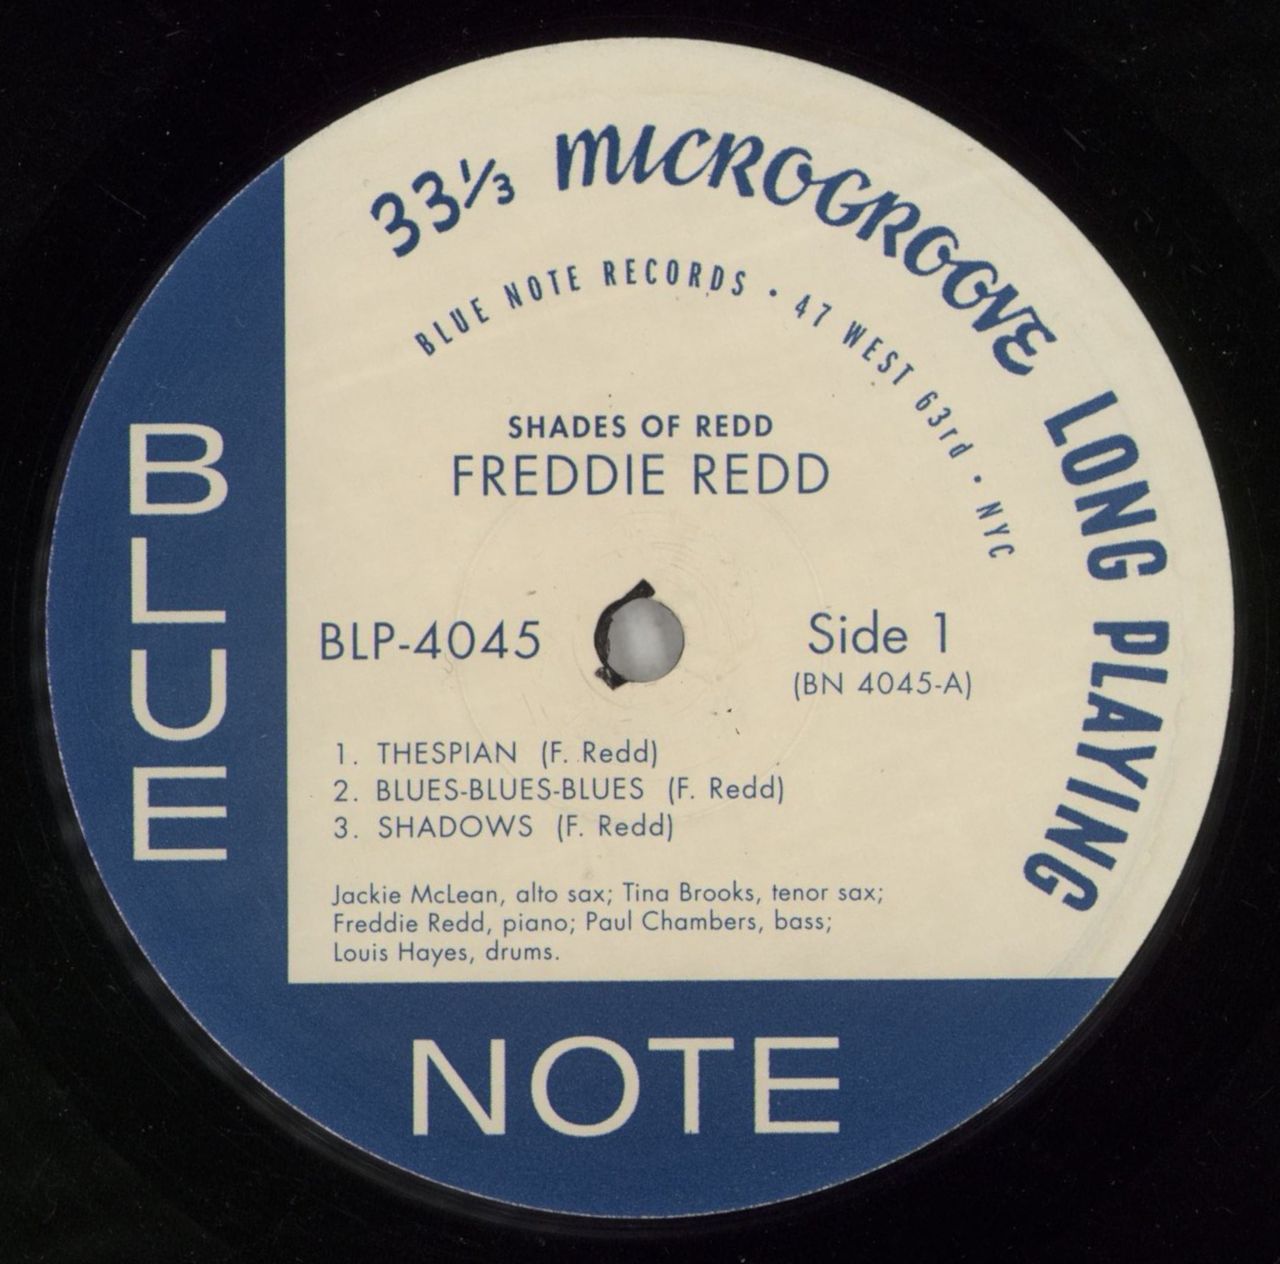 33⅓ MICROGROOVE LONG PLAYING
BLUE NOTE RECORDS • 47 WEST 63rd • NYC
SHADES OF REDD
FREDDIE REDD
BLP-4045
Side 1
(BN 4045-A)
1. THESPIAN (F. Redd)
2. BLUES-BLUES-BLUES (F. Redd)
3. SHADOWS (F. Redd)
Jackie McLean, alto sax; Tina Brooks, tenor sax;
Freddie Redd, piano; Paul Chambers, bass;
Louis Hayes, drums.
BLUE
NOTE